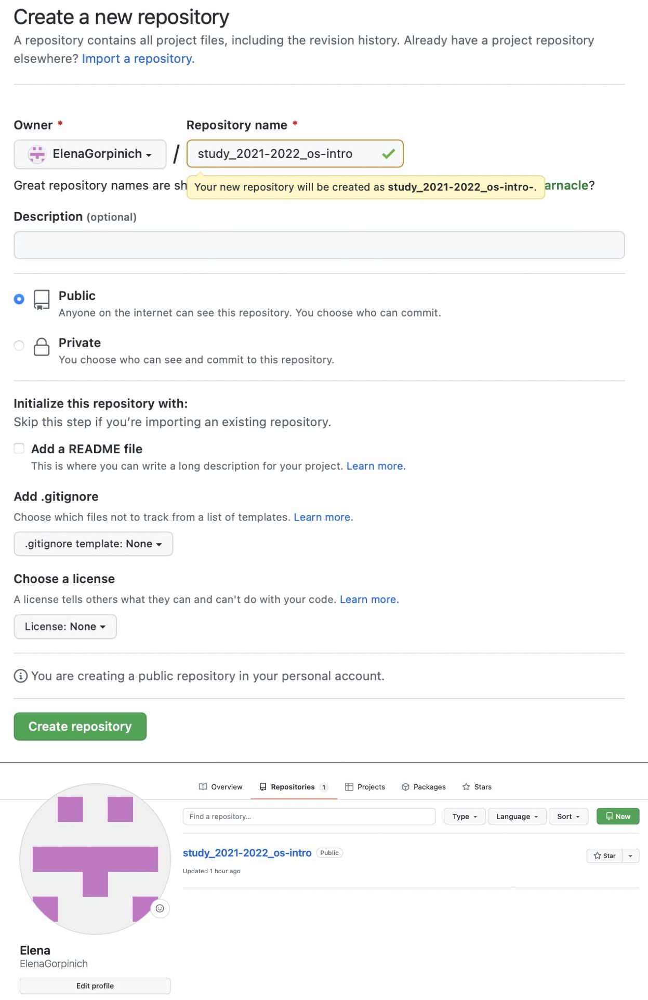 Create a new repository
A repository contains all project files, including the revision history. Already have a project repository
elsewhere? Import a repository.
Owner * Repository name *
ElenaGorpinich / study_2021-2022_os-intro
Great repository names are sh
Your new repository will be created as study_2021-2022_os-intro-.
arnacle?
Description (optional)
Public
Anyone on the internet can see this repository. You choose who can commit.
Private
You choose who can see and commit to this repository.
Initialize this repository with:
Skip this step if you’re importing an existing repository.
Add a README file
This is where you can write a long description for your project. Learn more.
Add .gitignore
Choose which files not to track from a list of templates. Learn more.
.gitignore template: None
Choose a license
A license tells others what they can and can't do with your code. Learn more.
License: None
You are creating a public repository in your personal account.
Create repository
Overview Repositories 1 Projects Packages Stars
Find a repository... Type Language Sort New
study_2021-2022_os-intro Public Star
Updated 1 hour ago
Elena
ElenaGorpinich
Edit profile